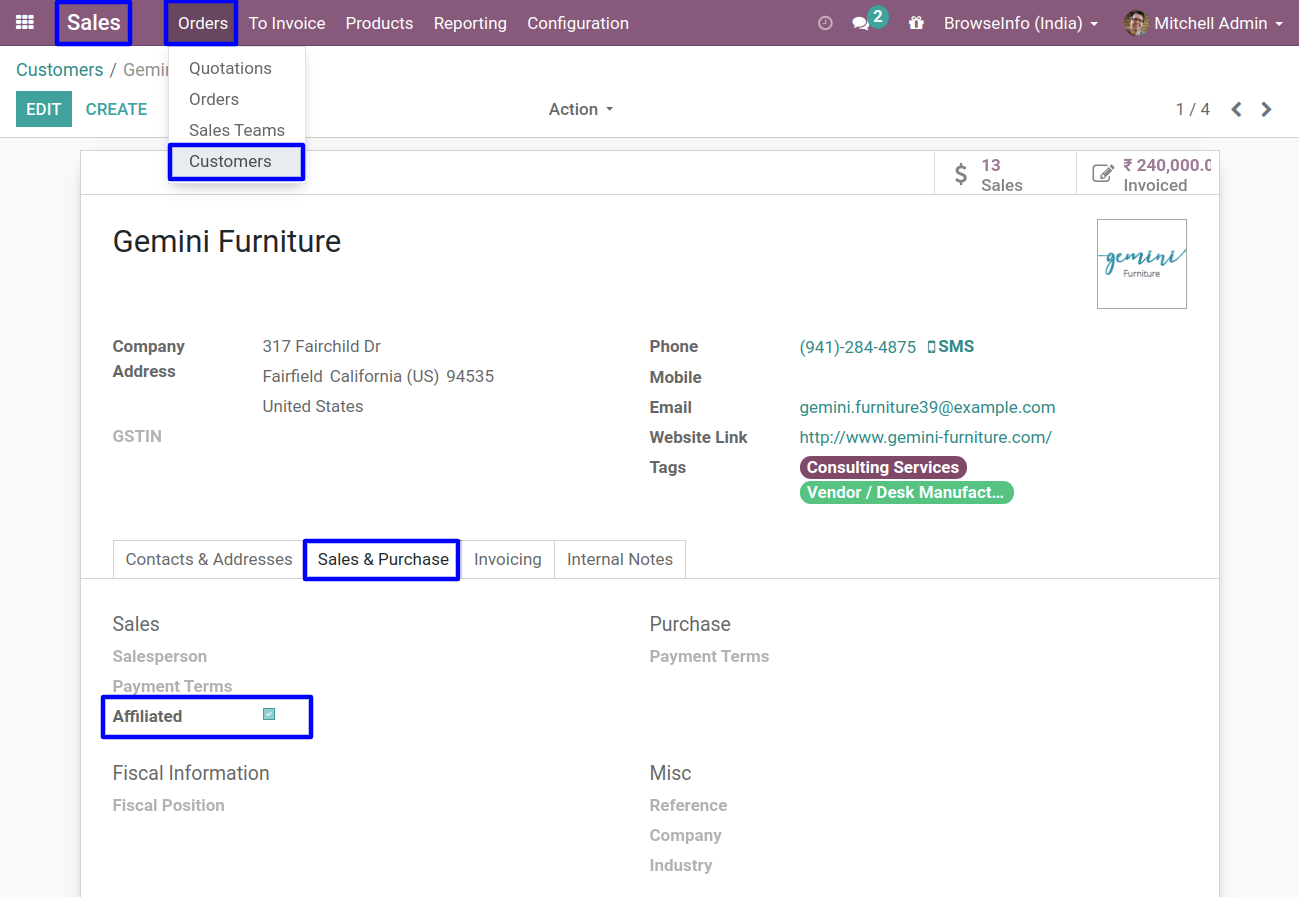 Sales Orders To Invoice Products Reporting Configuration 2 BrowseInfo (India) Mitchell Admin
Customers / Gemi
Quotations
Orders
Sales Teams
Customers
EDIT CREATE Action 1 / 4
13
Sales
₹ 240,000.0
Invoiced
Gemini Furniture
gemini
Furniture
Company Address 317 Fairchild Dr
Fairfield California (US) 94535
United States
GSTIN
Phone (941)-284-4875 SMS
Mobile
Email gemini.furniture39@example.com
Website Link http://www.gemini-furniture.com/
Tags Consulting Services
Vendor / Desk Manufact...
Contacts & Addresses Sales & Purchase Invoicing Internal Notes
Sales
Salesperson
Payment Terms
Affiliated
Purchase
Payment Terms
Fiscal Information
Fiscal Position
Misc
Reference
Company
Industry